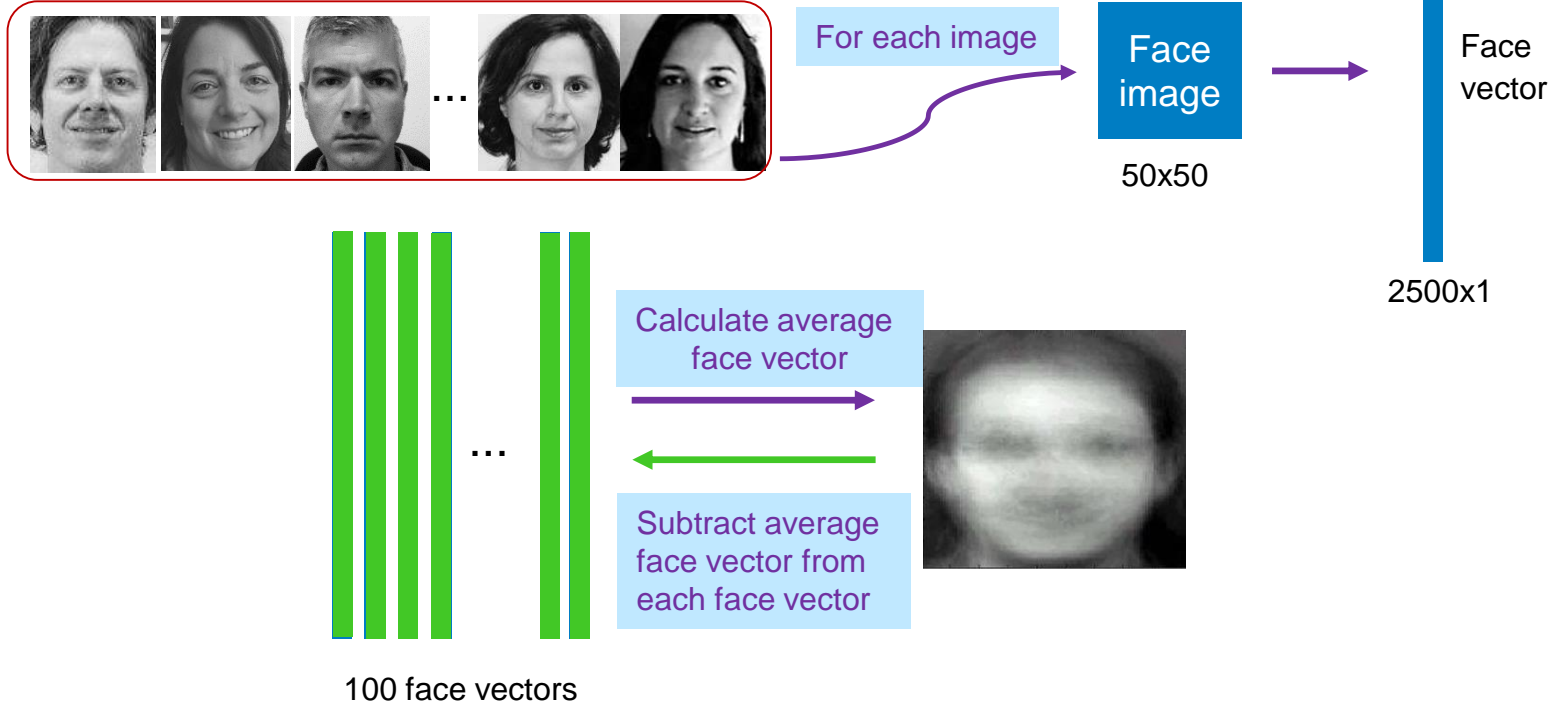 For each image
Face
image
50x50
Face
vector
2500x1
...
Calculate average
face vector
...
Subtract average
face vector from
each face vector
100 face vectors